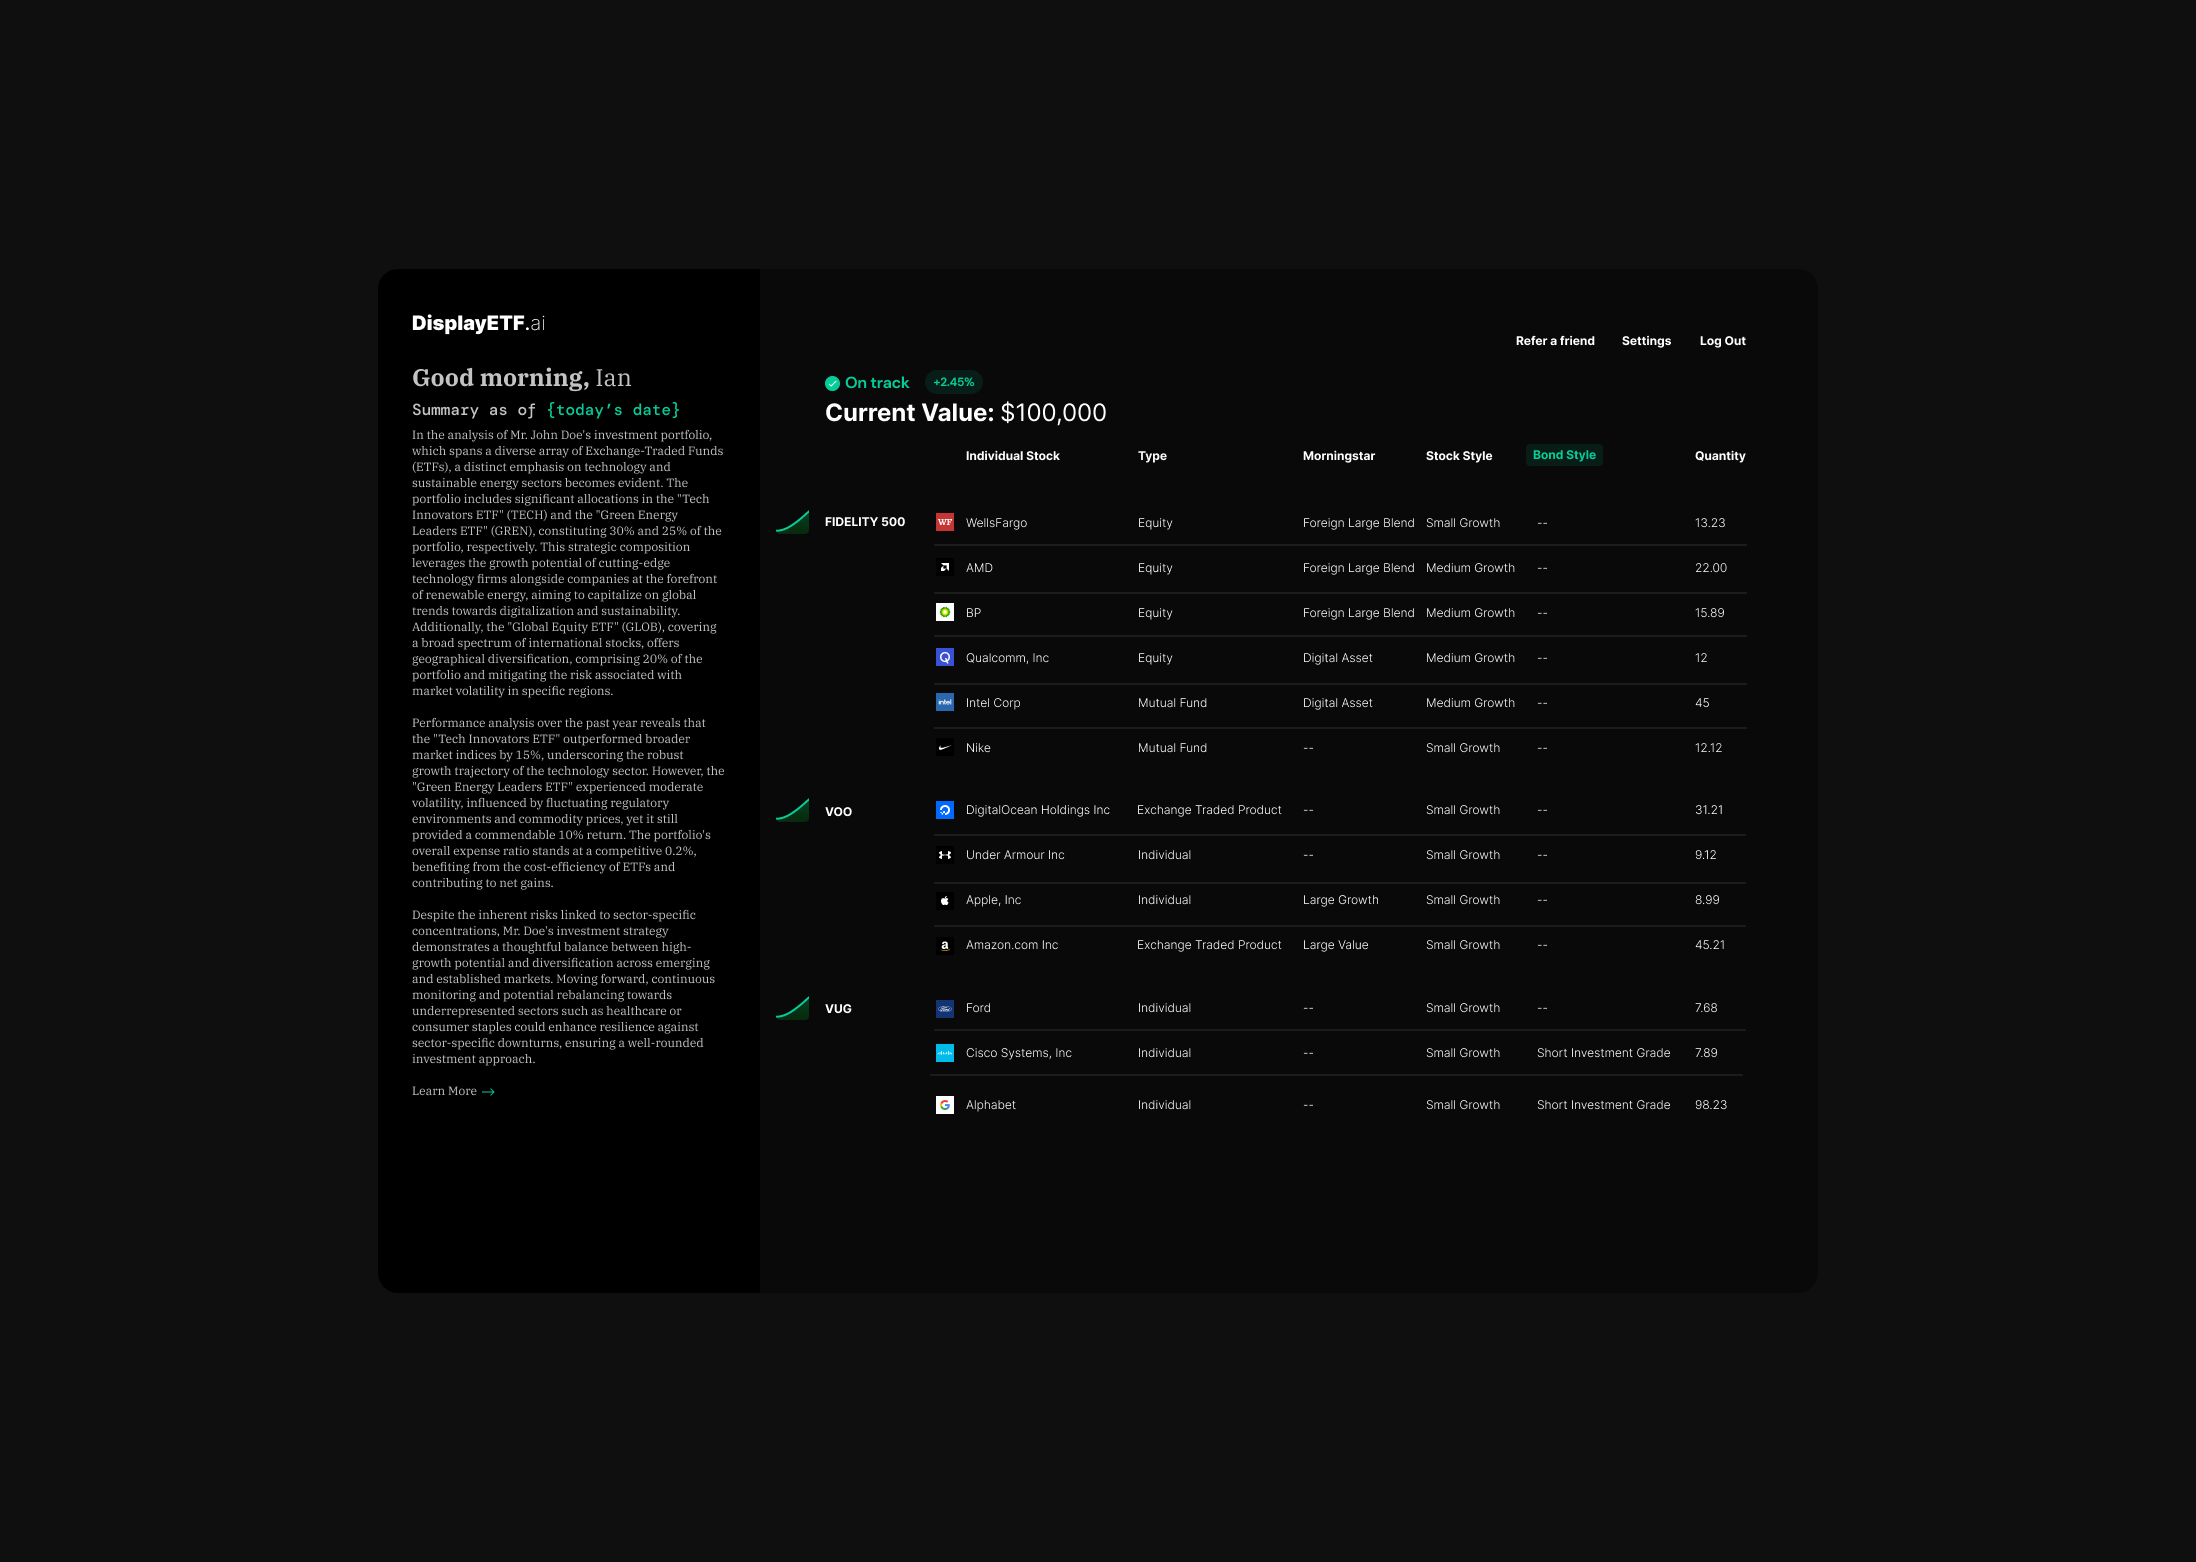 DisplayETF.ai
Good morning, Ian
Summary as of {today's date}
In the analysis of Mr. John Doe's investment portfolio,
which spans a diverse array of Exchange-Traded Funds
(ETFs), a distinct emphasis on technology and
sustainable energy sectors becomes evident. The
portfolio includes significant allocations in the "Tech
Innovators ETF" (TECH) and the "Green Energy
Leaders ETF" (GREN), constituting 30% and 25% of the
portfolio, respectively. This strategic composition
leverages the growth potential of cutting-edge
technology firms alongside companies at the forefront
of renewable energy, aiming to capitalize on global
trends towards digitalization and sustainability.
Additionally, the "Global Equity ETF" (GLOB), covering
a broad spectrum of international stocks, offers
geographical diversification, comprising 20% of the
portfolio and mitigating the risk associated with
market volatility in specific regions.
Performance analysis over the past year reveals that
the "Tech Innovators ETF" outperformed broader
market indices by 15%, underscoring the robust
growth trajectory of the technology sector. However, the
"Green Energy Leaders ETF" experienced moderate
volatility, influenced by fluctuating regulatory
environments and commodity prices, yet it still
provided a commendable 10% return. The portfolio's
overall expense ratio stands at a competitive 0.2%,
benefiting from the cost-efficiency of ETFs and
contributing to net gains.
Despite the inherent risks linked to sector-specific
concentrations, Mr. Doe's investment strategy
demonstrates a thoughtful balance between high-
growth potential and diversification across emerging
and established markets. Moving forward, continuous
monitoring and potential rebalancing towards
underrepresented sectors such as healthcare or
consumer staples could enhance resilience against
sector-specific downturns, ensuring a well-rounded
investment approach.
Learn More →
Refer a friend Settings Log Out
On track +2.45%
Current Value: $100,000
Individual Stock Type Morningstar Stock Style Bond Style Quantity
FIDELITY 500 WF WellsFargo Equity Foreign Large Blend Small Growth -- 13.23
AMD Equity Foreign Large Blend Medium Growth -- 22.00
BP Equity Foreign Large Blend Medium Growth -- 15.89
Qualcomm, Inc Equity Digital Asset Medium Growth -- 12
intel Intel Corp Mutual Fund Digital Asset Medium Growth -- 45
Nike Mutual Fund -- Small Growth -- 12.12
VOO DigitalOcean Holdings Inc Exchange Traded Product -- Small Growth -- 31.21
Under Armour Inc Individual -- Small Growth -- 9.12
Apple, Inc Individual Large Growth Small Growth -- 8.99
a Amazon.com Inc Exchange Traded Product Large Value Small Growth -- 45.21
VUG Ford Individual -- Small Growth -- 7.68
Cisco Systems, Inc Individual -- Small Growth Short Investment Grade 7.89
G Alphabet Individual -- Small Growth Short Investment Grade 98.23